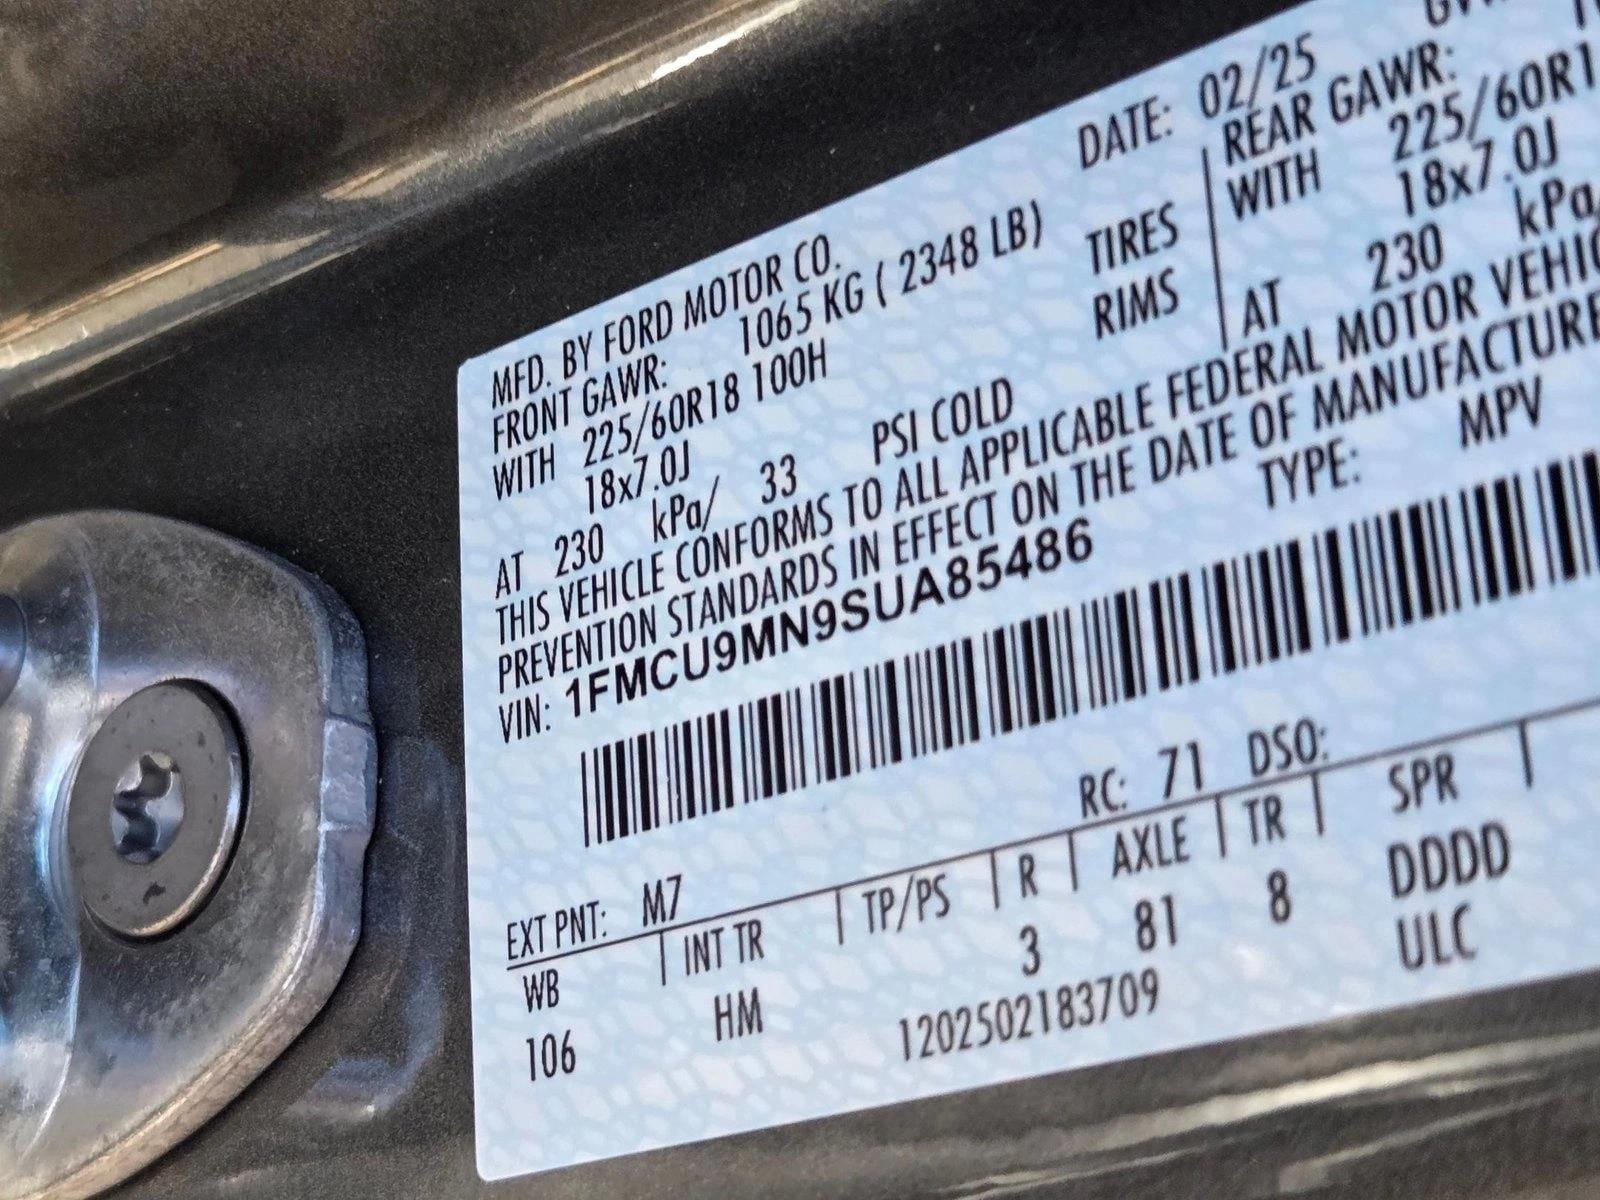 MFD. BY FORD MOTOR CO.
DATE: 02/25
FRONT GAWR: 1065 KG ( 2348 LB)
REAR GAWR:
WITH 225/60R18 100H
TIRES
WITH 225/60R1
18x7.0J
RIMS
18x7.0J
AT 230 kPa/ 33 PSI COLD
AT 230 kPa/
THIS VEHICLE CONFORMS TO ALL APPLICABLE FEDERAL MOTOR
PREVENTION STANDARDS IN EFFECT ON THE DATE OF
VIN: 1FMCU9MN9SUA85486
TYPE: MPV
EXT PNT: M7
RC: 71 DSO:
WB | INT TR | TP/PS | R | AXLE | TR | SPR |
106 HM 3 81 8 DDDD
1202502183709 ULC